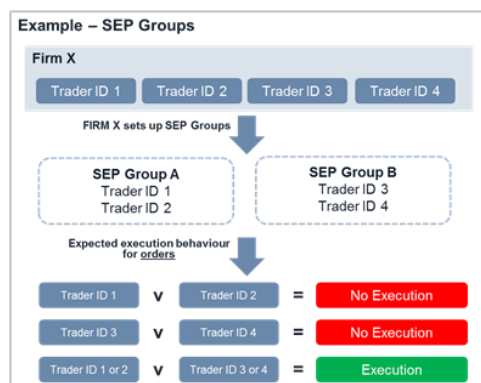 Example – SEP Groups
Firm X
Trader ID 1 Trader ID 2 Trader ID 3 Trader ID 4
FIRM X sets up SEP Groups
SEP Group A
Trader ID 1
Trader ID 2
SEP Group B
Trader ID 3
Trader ID 4
Expected execution behaviour
for orders
Trader ID 1 v Trader ID 2 = No Execution
Trader ID 3 v Trader ID 4 = No Execution
Trader ID 1 or 2 v Trader ID 3 or 4 = Execution